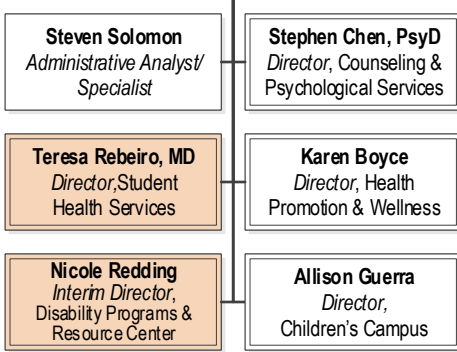 Steven Solomon
Administrative Analyst/
Specialist
Stephen Chen, PsyD
Director, Counseling &
Psychological Services
Teresa Rebeiro, MD
Director,Student
Health Services
Karen Boyce
Director, Health
Promotion & Wellness
Nicole Redding
Interim Director,
Disability Programs &
Resource Center
Allison Guerra
Director,
Children's Campus